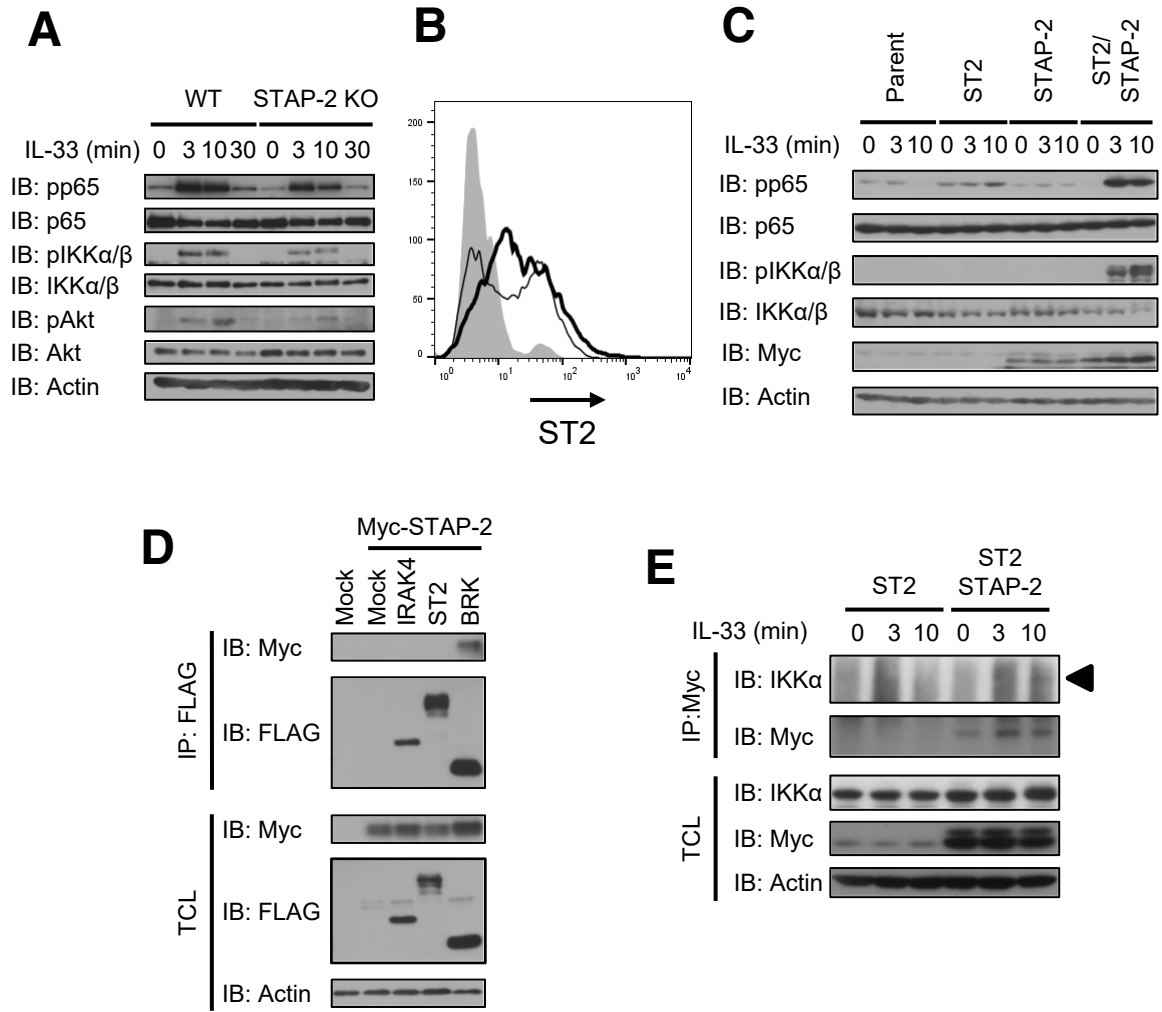 A
WT STAP-2 KO
IL-33 (min) 0 3 10 30 0 3 10 30
IB: pp65
IB: p65
IB: pIKKα/β
IB: IKKα/β
IB: pAkt
IB: Akt
IB: Actin
B
200
150
100
50
0
10⁰ 10¹ 10² 10³ 10⁴
ST2
C
Parent ST2 STAP-2 ST2/
STAP-2
IL-33 (min) 0 3 10 0 3 10 0 3 10 0 3 10
IB: pp65
IB: p65
IB: pIKKα/β
IB: IKKα/β
IB: Myc
IB: Actin
D
Myc-STAP-2
Mock Mock IRAK4 ST2 BRK
IP: FLAG
IB: Myc
IB: FLAG
TCL
IB: Myc
IB: FLAG
IB: Actin
E
ST2 ST2
STAP-2
IL-33 (min) 0 3 10 0 3 10
IP:Myc
IB: IKKα
IB: Myc
TCL
IB: IKKα
IB: Myc
IB: Actin